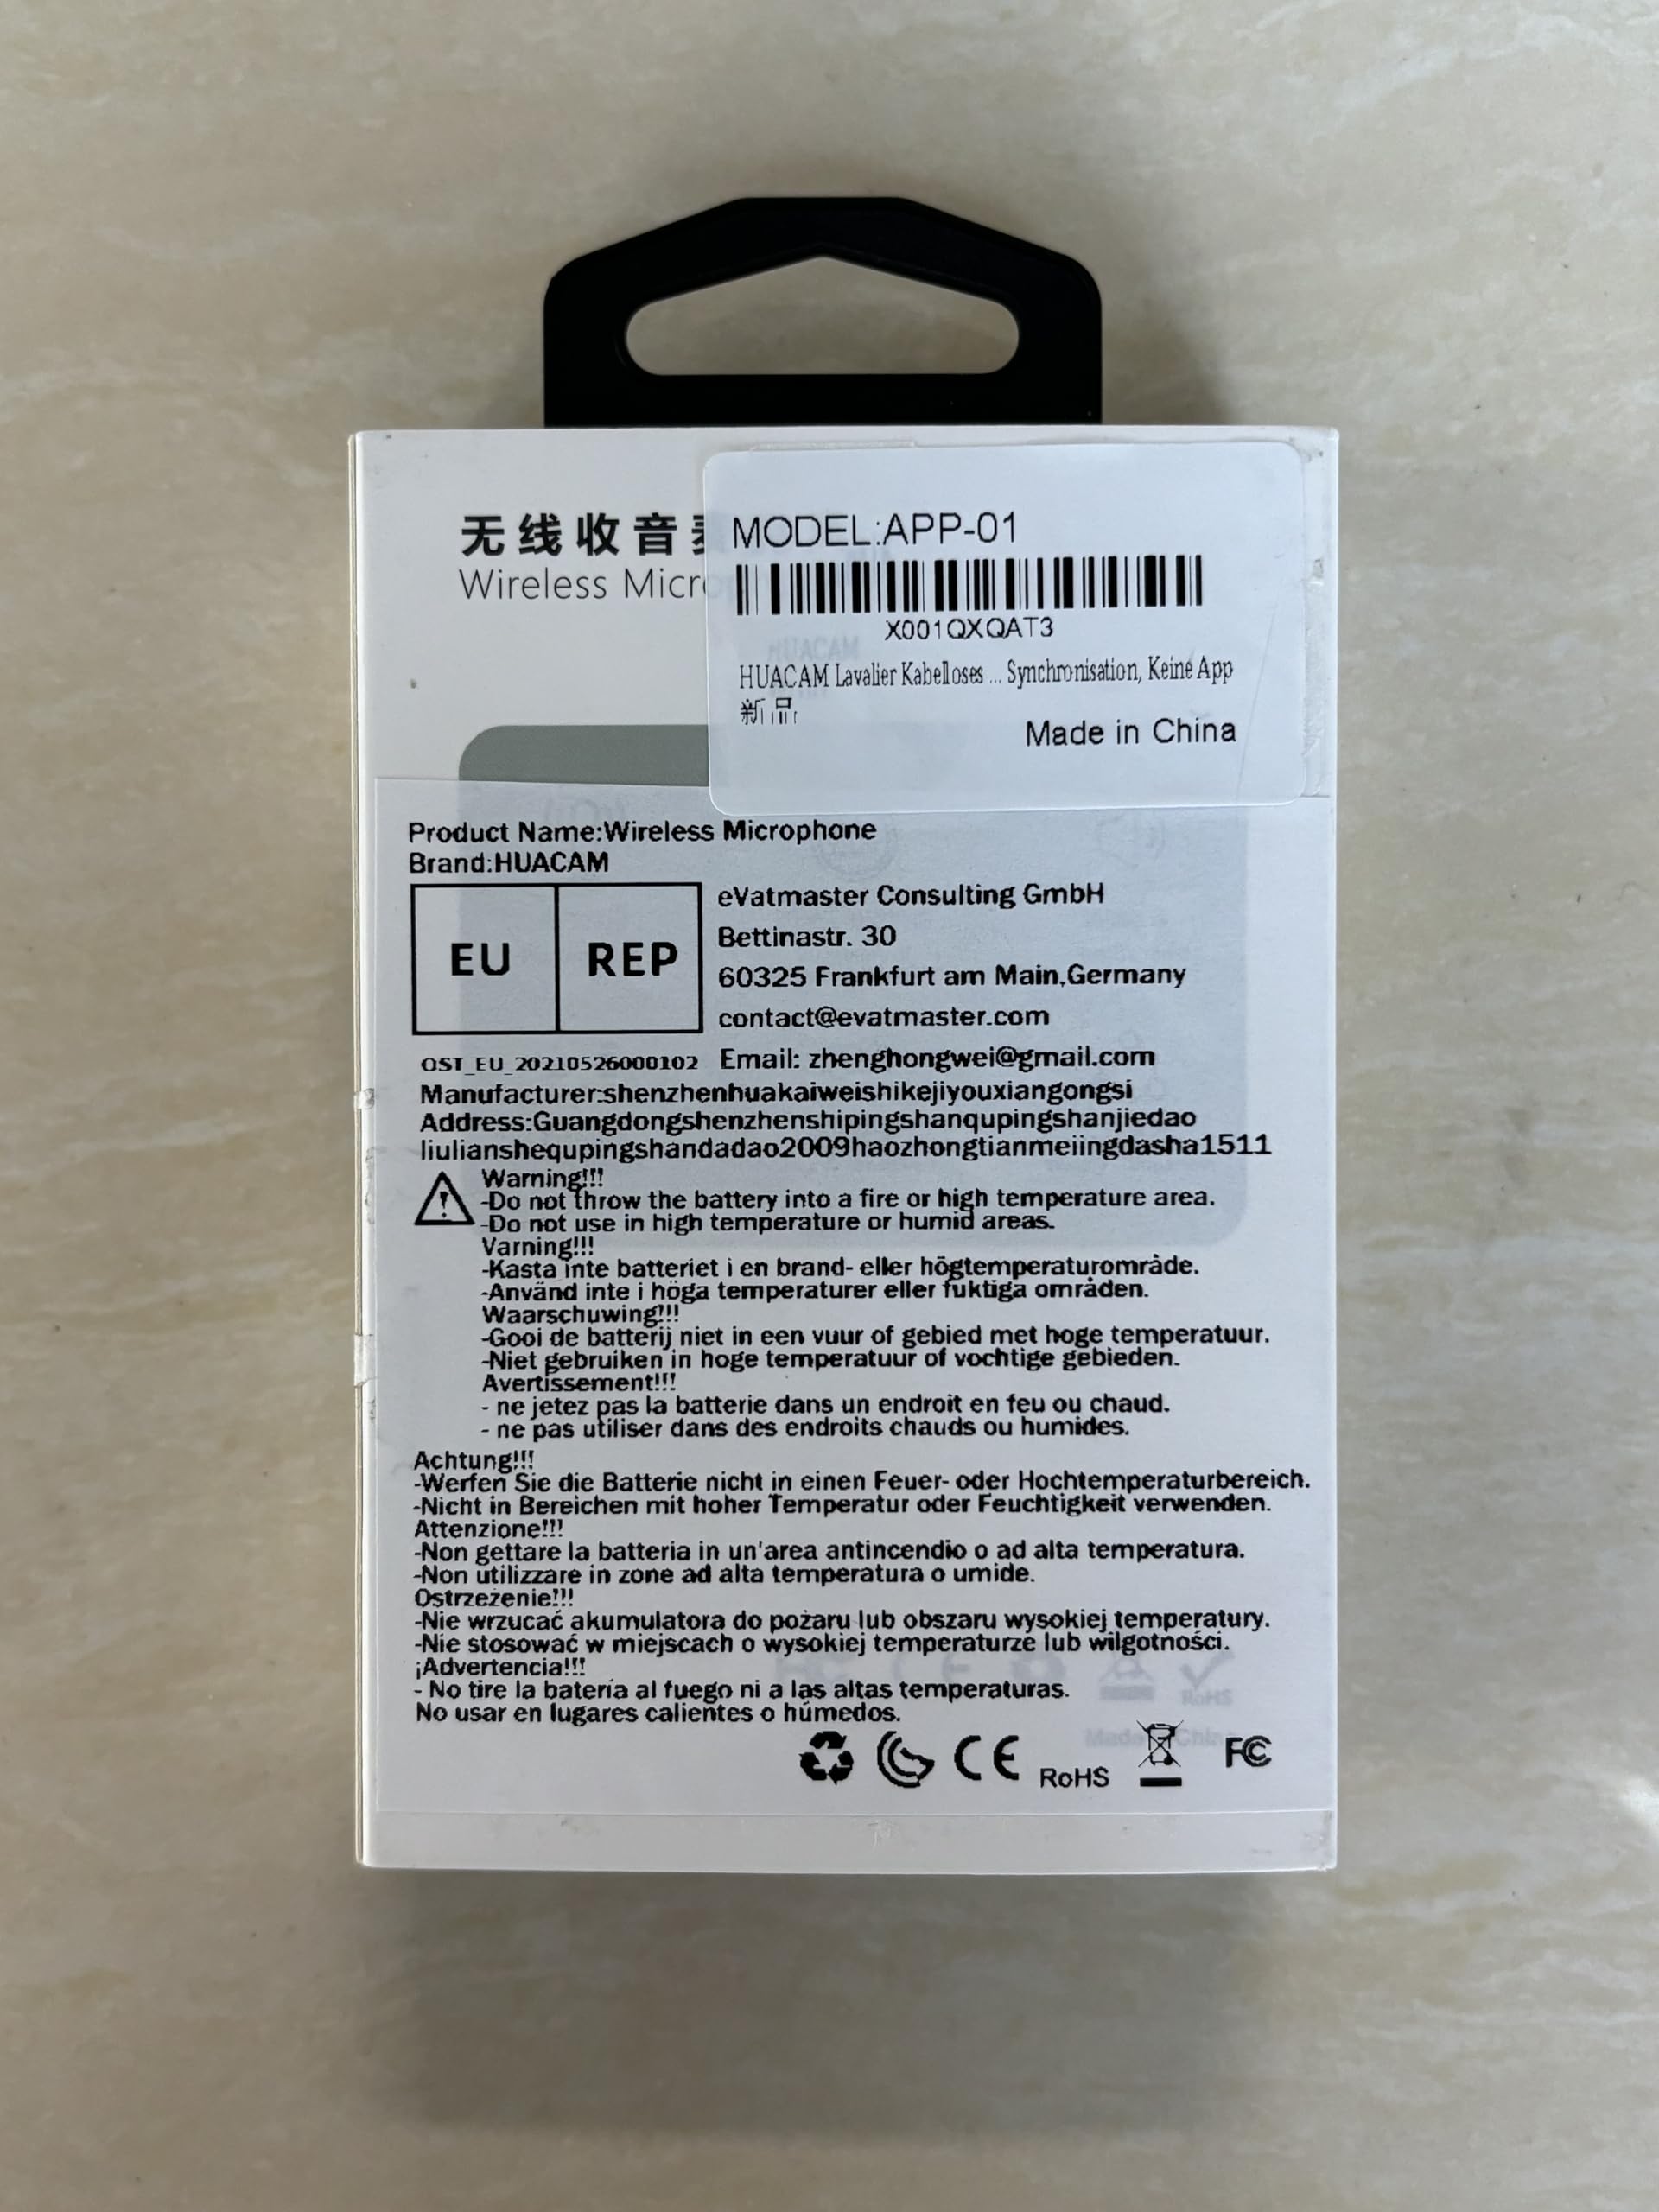 无线收音
Wireless Micro
MODEL:APP-01
X001QXQAT3
HUACAM Lavalier Kabelloses ... Synchronisation, Keine App
新品
Made in China
Product Name:Wireless Microphone
Brand:HUACAM
EU REP
eVatmaster Consulting GmbH
Bettinastr. 30
60325 Frankfurt am Main,Germany
contact@evatmaster.com
OST_EU_20210526000102 Email: zhenghongwei@gmail.com
Manufacturer:shenzhenhuakaiweishikejiyouxiangongsi
Address:Guangdongshenzhenshipingshanqupingshanjiedao
liulianshequpingshandadao2009haozhongtianmeiingdasha1511
Warning!!!
-Do not throw the battery into a fire or high temperature area.
-Do not use in high temperature or humid areas.
Varning!!!
-Kasta inte batteriet i en brand- eller högtemperaturområde.
-Använd inte i höga temperaturer eller fuktiga områden.
Waarschuwing!!!
-Gooi de batterij niet in een vuur of gebied met hoge temperatuur.
-Niet gebruiken in hoge temperatuur of vochtige gebieden.
Avertissement!!!
- ne jetez pas la batterie dans un endroit en feu ou chaud.
- ne pas utiliser dans des endroits chauds ou humides.
Achtung!!!
-Werfen Sie die Batterie nicht in einen Feuer- oder Hochtemperaturbereich.
-Nicht in Bereichen mit hoher Temperatur oder Feuchtigkeit verwenden.
Attenzione!!!
-Non gettare la batteria in un'area antincendio o ad alta temperatura.
-Non utilizzare in zone ad alta temperatura o umide.
Ostrzeżenie!!!
-Nie wrzucać akumulatora do pożaru lub obszaru wysokiej temperatury.
-Nie stosować w miejscach o wysokiej temperaturze lub wilgotności.
¡Advertencia!!!
- No tire la batería al fuego ni a las altas temperaturas.
No usar en lugares calientes o húmedos.
CE RoHS FC